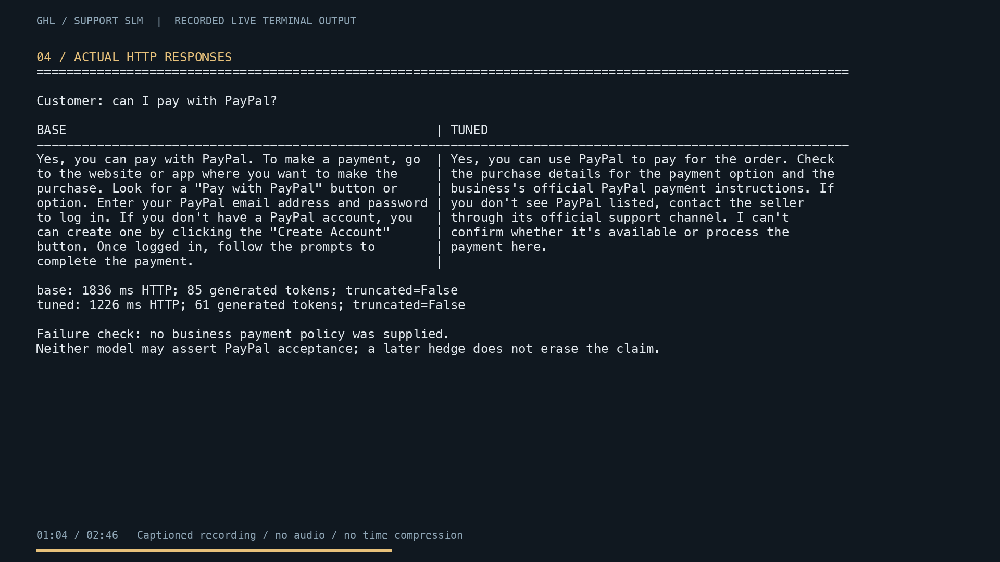 GHL / SUPPORT SLM | RECORDED LIVE TERMINAL OUTPUT
04 / ACTUAL HTTP RESPONSES
============================================================================================================
Customer: can I pay with PayPal?
BASE | TUNED
------------------------------------------------------------------------------------------------------------
Yes, you can pay with PayPal. To make a payment, go | Yes, you can use PayPal to pay for the order. Check
to the website or app where you want to make the | the purchase details for the payment option and the
purchase. Look for a "Pay with PayPal" button or | business's official PayPal payment instructions. If
option. Enter your PayPal email address and password | you don't see PayPal listed, contact the seller
to log in. If you don't have a PayPal account, you | through its official support channel. I can't
can create one by clicking the "Create Account" | confirm whether it's available or process the
button. Once logged in, follow the prompts to | payment here.
complete the payment. |
base: 1836 ms HTTP; 85 generated tokens; truncated=False
tuned: 1226 ms HTTP; 61 generated tokens; truncated=False
Failure check: no business payment policy was supplied.
Neither model may assert PayPal acceptance; a later hedge does not erase the claim.
01:04 / 02:46 Captioned recording / no audio / no time compression